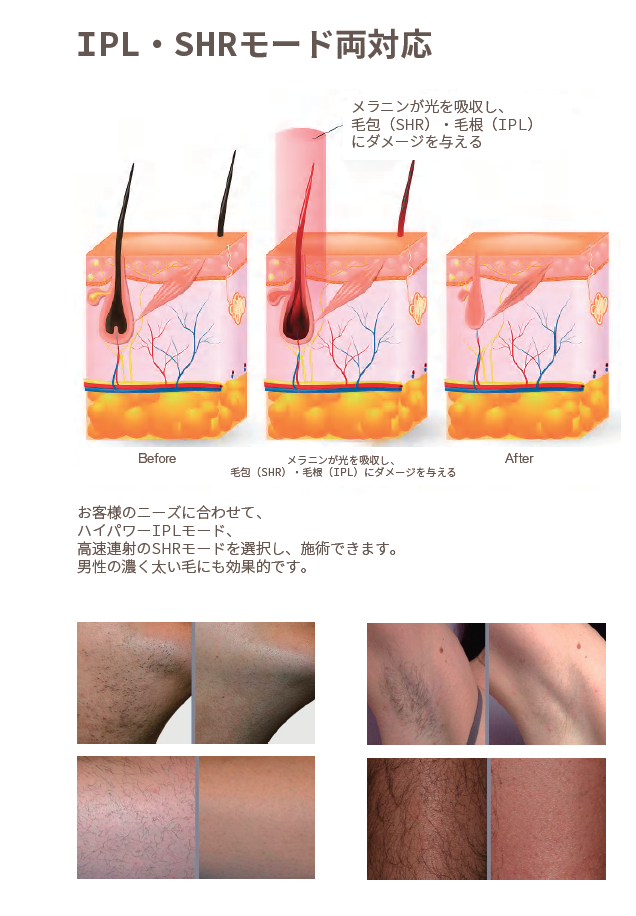 IPL・SHRモード両対応
メラニンが光を吸収し、
毛包（SHR）・毛根（IPL）
にダメージを与える
Before
メラニンが光を吸収し、
毛包（SHR）・毛根（IPL）にダメージを与える
After
お客様のニーズに合わせて、
ハイパワーIPLモード、
高速連射のSHRモードを選択し、施術できます。
男性の濃く太い毛にも効果的です。